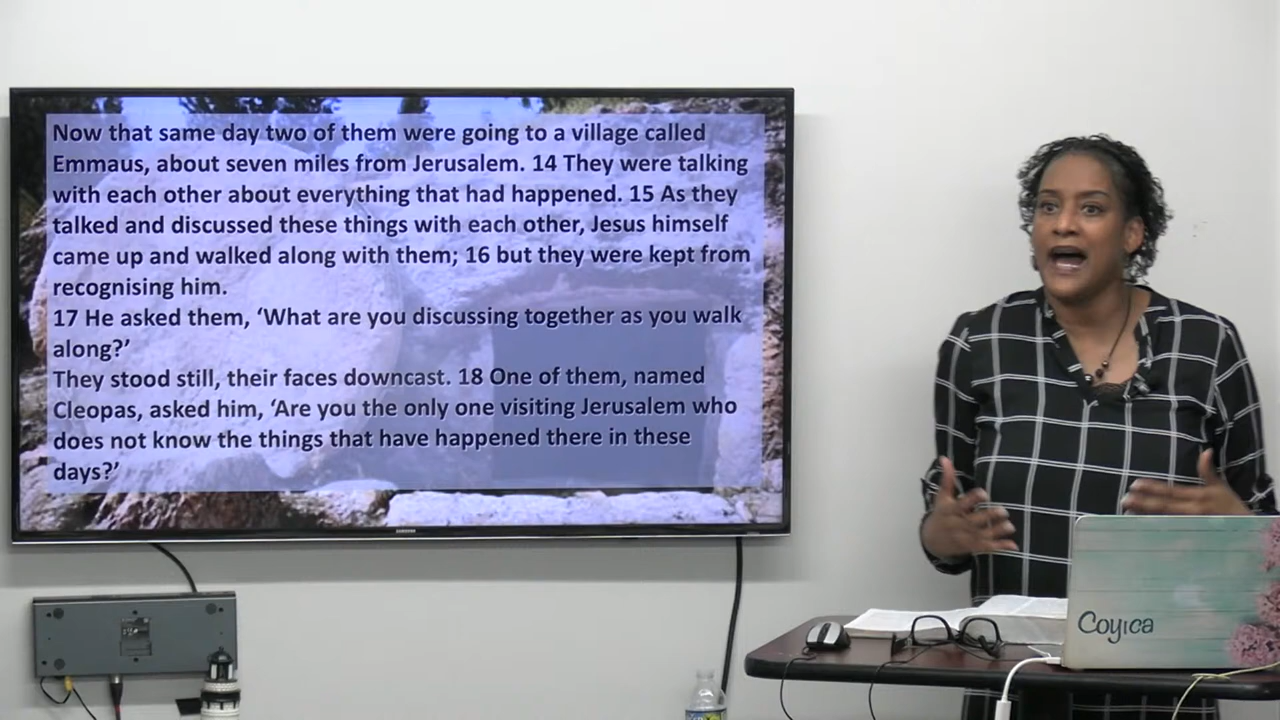 Now that same day two of them were going to a village called
Emmaus, about seven miles from Jerusalem. 14 They were talking
with each other about everything that had happened. 15 As they
talked and discussed these things with each other, Jesus himself
came up and walked along with them; 16 but they were kept from
recognising him.
17 He asked them, ‘What are you discussing together as you walk
along?’
They stood still, their faces downcast. 18 One of them, named
Cleopas, asked him, ‘Are you the only one visiting Jerusalem who
does not know the things that have happened there in these
days?’
SAMSUNG
Coyica